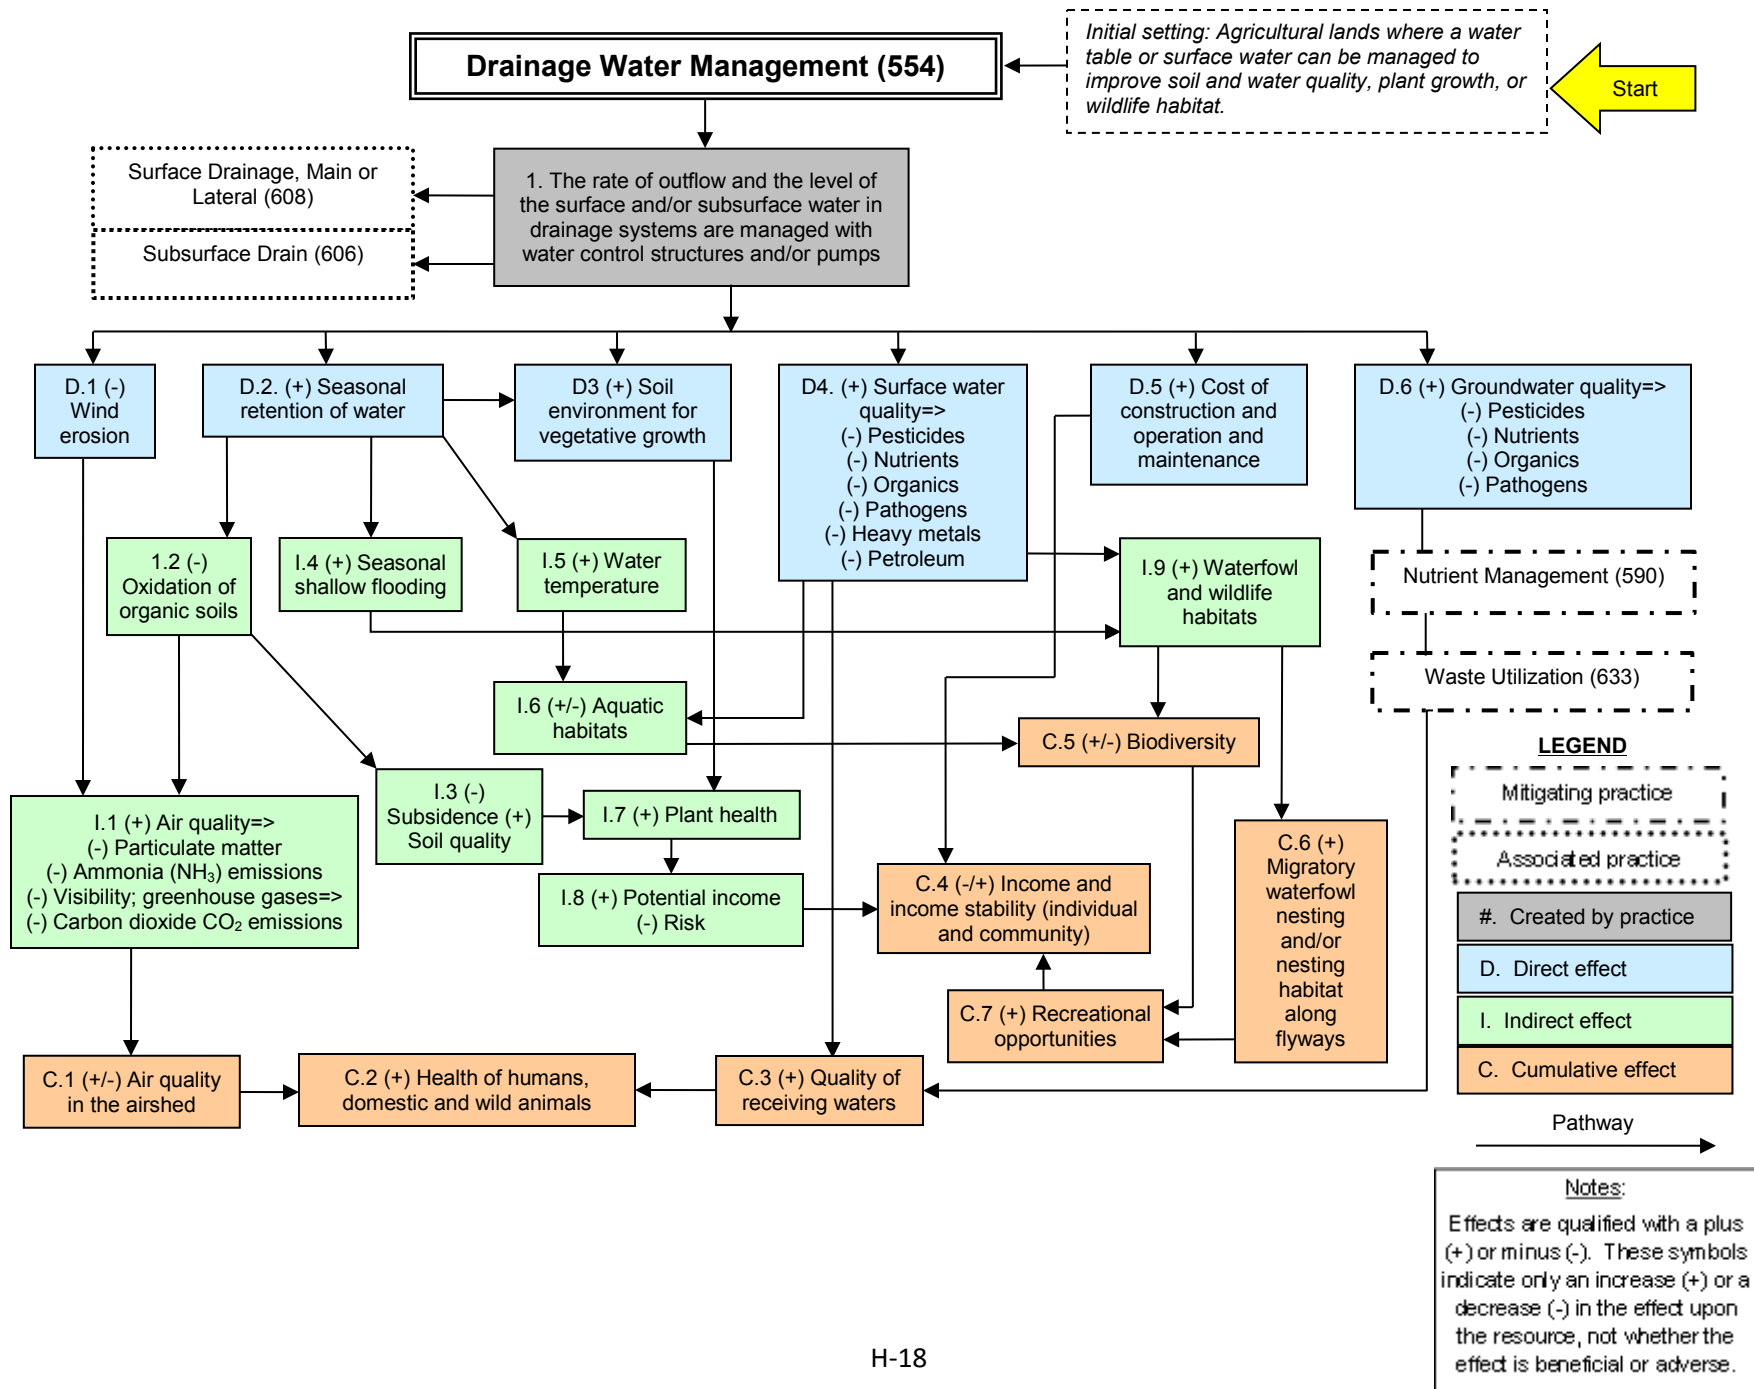 Drainage Water Management (554)
Initial setting: Agricultural lands where a water
table or surface water can be managed to
improve soil and water quality, plant growth, or
wildlife habitat.
Start
Surface Drainage, Main or
Lateral (608)
Subsurface Drain (606)
1. The rate of outflow and the level of
the surface and/or subsurface water in
drainage systems are managed with
water control structures and/or pumps
D.1 (-)
Wind
erosion
D.2. (+) Seasonal
retention of water
D3 (+) Soil
environment for
vegetative growth
D4. (+) Surface water
quality=>
(-) Pesticides
(-) Nutrients
(-) Organics
(-) Pathogens
(-) Heavy metals
(-) Petroleum
D.5 (+) Cost of
construction and
operation and
maintenance
D.6 (+) Groundwater quality=>
(-) Pesticides
(-) Nutrients
(-) Organics
(-) Pathogens
1.2 (-)
Oxidation of
organic soils
I.4 (+) Seasonal
shallow flooding
I.5 (+) Water
temperature
I.9 (+) Waterfowl
and wildlife
habitats
Nutrient Management (590)
Waste Utilization (633)
I.6 (+/-) Aquatic
habitats
C.5 (+/-) Biodiversity
I.1 (+) Air quality=>
(-) Particulate matter
(-) Ammonia (NH₃) emissions
(-) Visibility; greenhouse gases=>
(-) Carbon dioxide CO₂ emissions
I.3 (-)
Subsidence (+)
Soil quality
I.7 (+) Plant health
I.8 (+) Potential income
(-) Risk
C.4 (-/+) Income and
income stability (individual
and community)
C.6 (+)
Migratory
waterfowl
nesting
and/or
nesting
habitat
along
flyways
C.7 (+) Recreational
opportunities
C.1 (+/-) Air quality
in the airshed
C.2 (+) Health of humans,
domestic and wild animals
C.3 (+) Quality of
receiving waters
LEGEND
Mitigating practice
Associated practice
#. Created by practice
D. Direct effect
I. Indirect effect
C. Cumulative effect
Pathway
Notes:
Effects are qualified with a plus
(+) or minus (-). These symbols
indicate only an increase (+) or a
decrease (-) in the effect upon
the resource, not whether the
effect is beneficial or adverse.
H-18